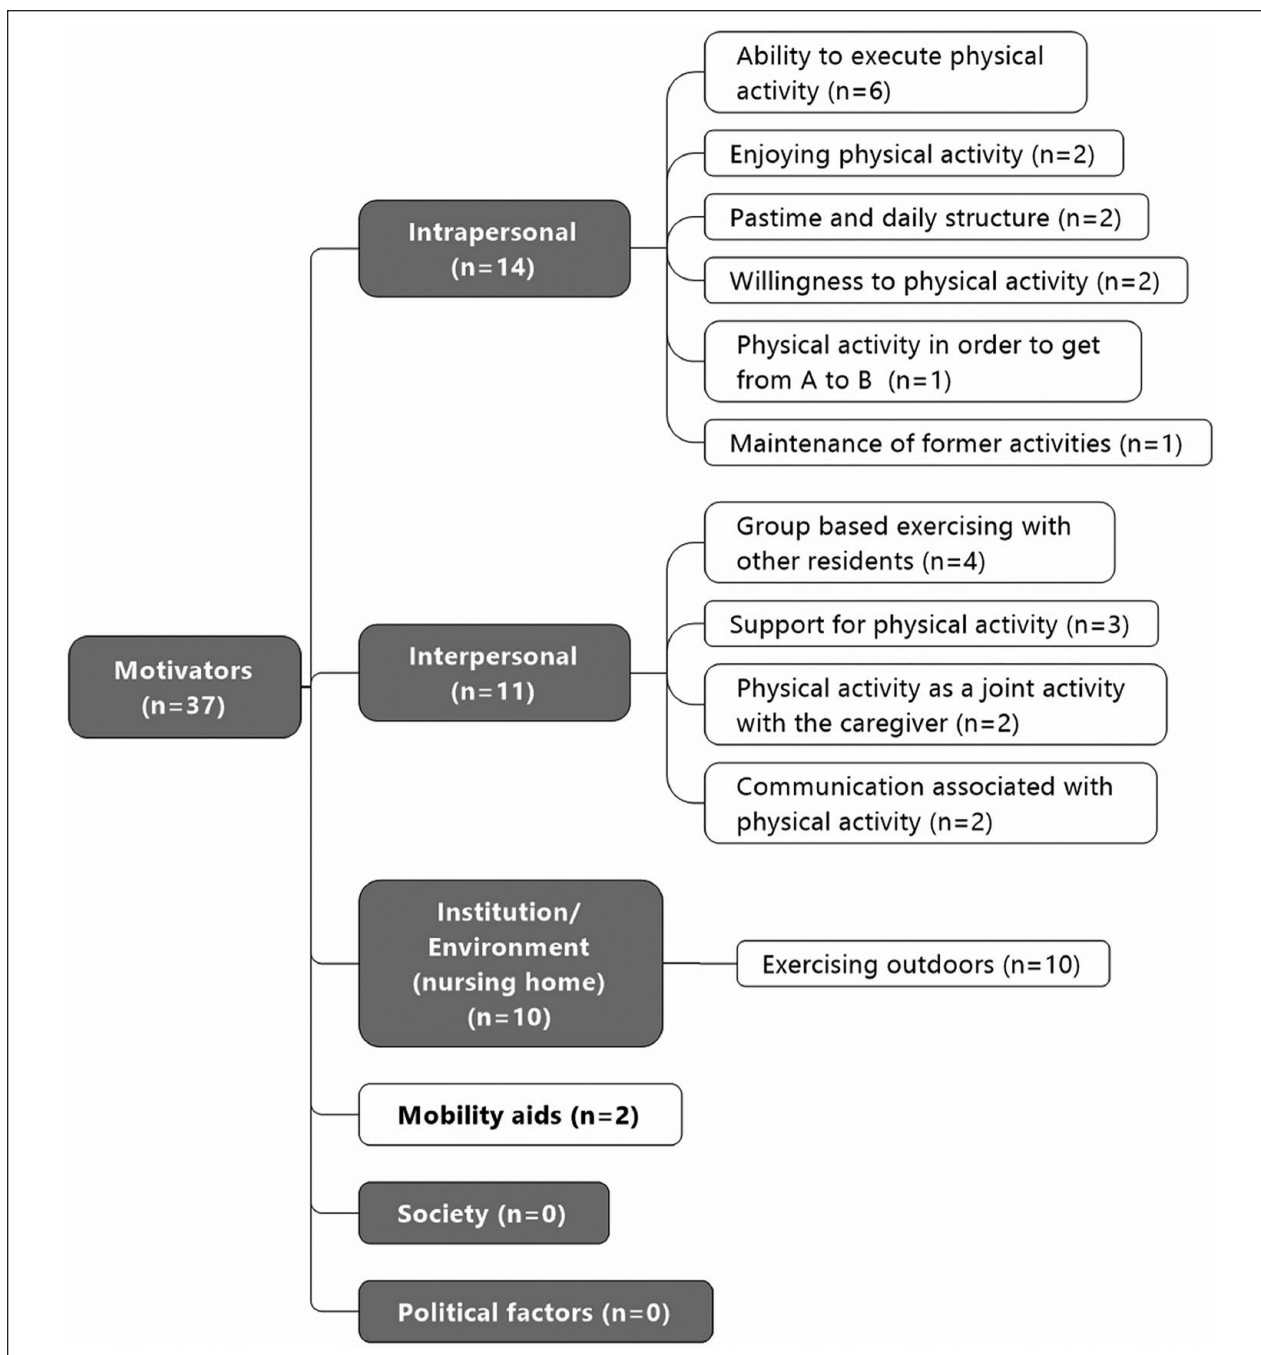 Motivators
(n=37)
Intrapersonal
(n=14)
Ability to execute physical
activity (n=6)
Enjoying physical activity (n=2)
Pastime and daily structure (n=2)
Willingness to physical activity (n=2)
Physical activity in order to get
from A to B (n=1)
Maintenance of former activities (n=1)
Interpersonal
(n=11)
Group based exercising with
other residents (n=4)
Support for physical activity (n=3)
Physical activity as a joint activity
with the caregiver (n=2)
Communication associated with
physical activity (n=2)
Institution/
Environment
(nursing home)
(n=10)
Exercising outdoors (n=10)
Mobility aids (n=2)
Society (n=0)
Political factors (n=0)